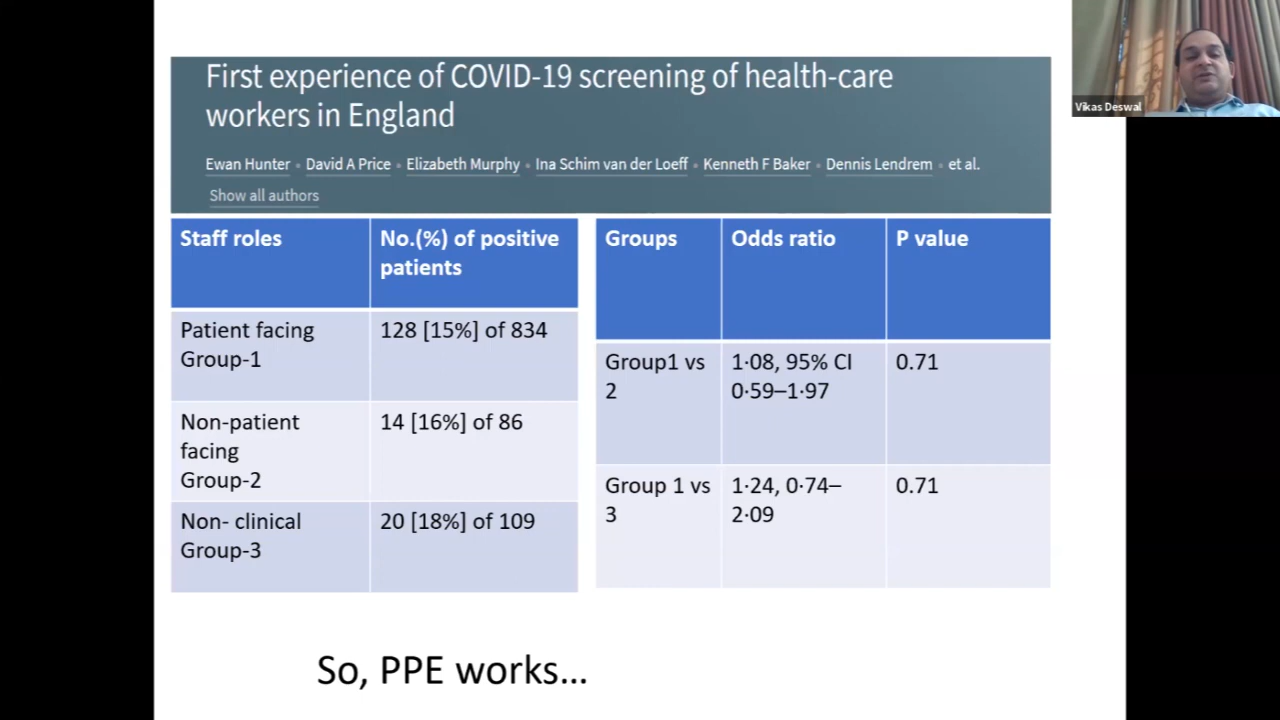 First experience of COVID-19 screening of health-care
workers in England
Ewan Hunter • David A Price • Elizabeth Murphy • Ina Schim van der Loeff • Kenneth F Baker • Dennis Lendrem • et al.
Show all authors
Vikas Deswal
Staff roles
No.(%) of positive
patients
Patient facing
Group-1
128 [15%] of 834
Non-patient
facing
Group-2
14 [16%] of 86
Non- clinical
Group-3
20 [18%] of 109
Groups
Odds ratio
P value
Group1 vs
2
1·08, 95% CI
0·59–1·97
0.71
Group 1 vs
3
1·24, 0·74–
2·09
0.71
So, PPE works...